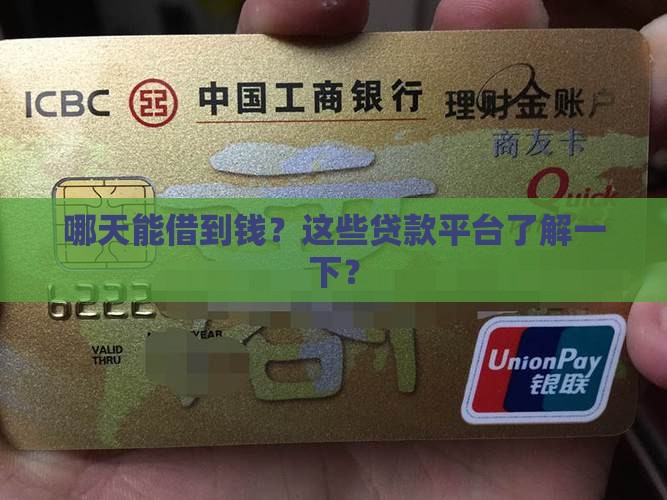 ICBC 中国工商银行 理财金账户
商友卡
Quick
哪天能借到钱？这些贷款平台了解一
下？
6222
VALID
THRU
YEAR
UnionPay
银联